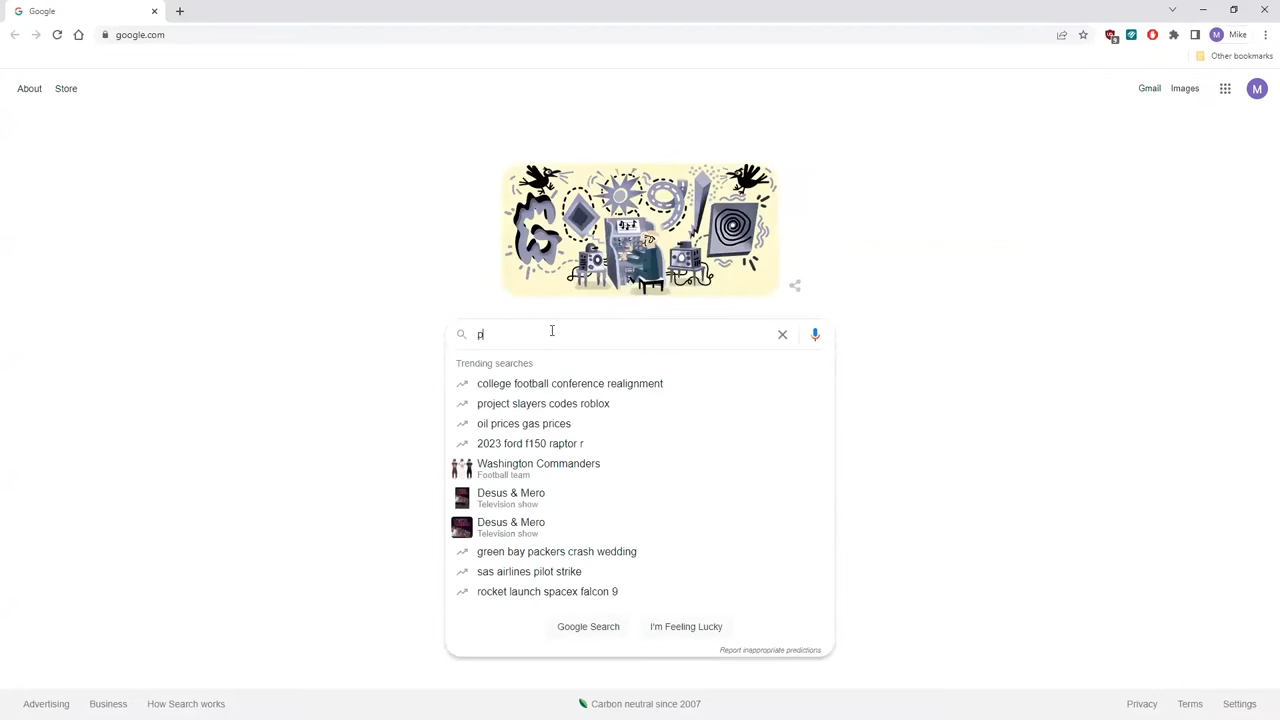 Google
google.com
Mike
Other bookmarks
About Store
Gmail Images
M
p
Trending searches
college football conference realignment
project slayers codes roblox
oil prices gas prices
2023 ford f150 raptor r
Washington Commanders
Football team
Desus & Mero
Television show
Desus & Mero
Television show
green bay packers crash wedding
sas airlines pilot strike
rocket launch spacex falcon 9
Google Search I'm Feeling Lucky
Report inappropriate predictions
Advertising Business How Search works Carbon neutral since 2007 Privacy Terms Settings